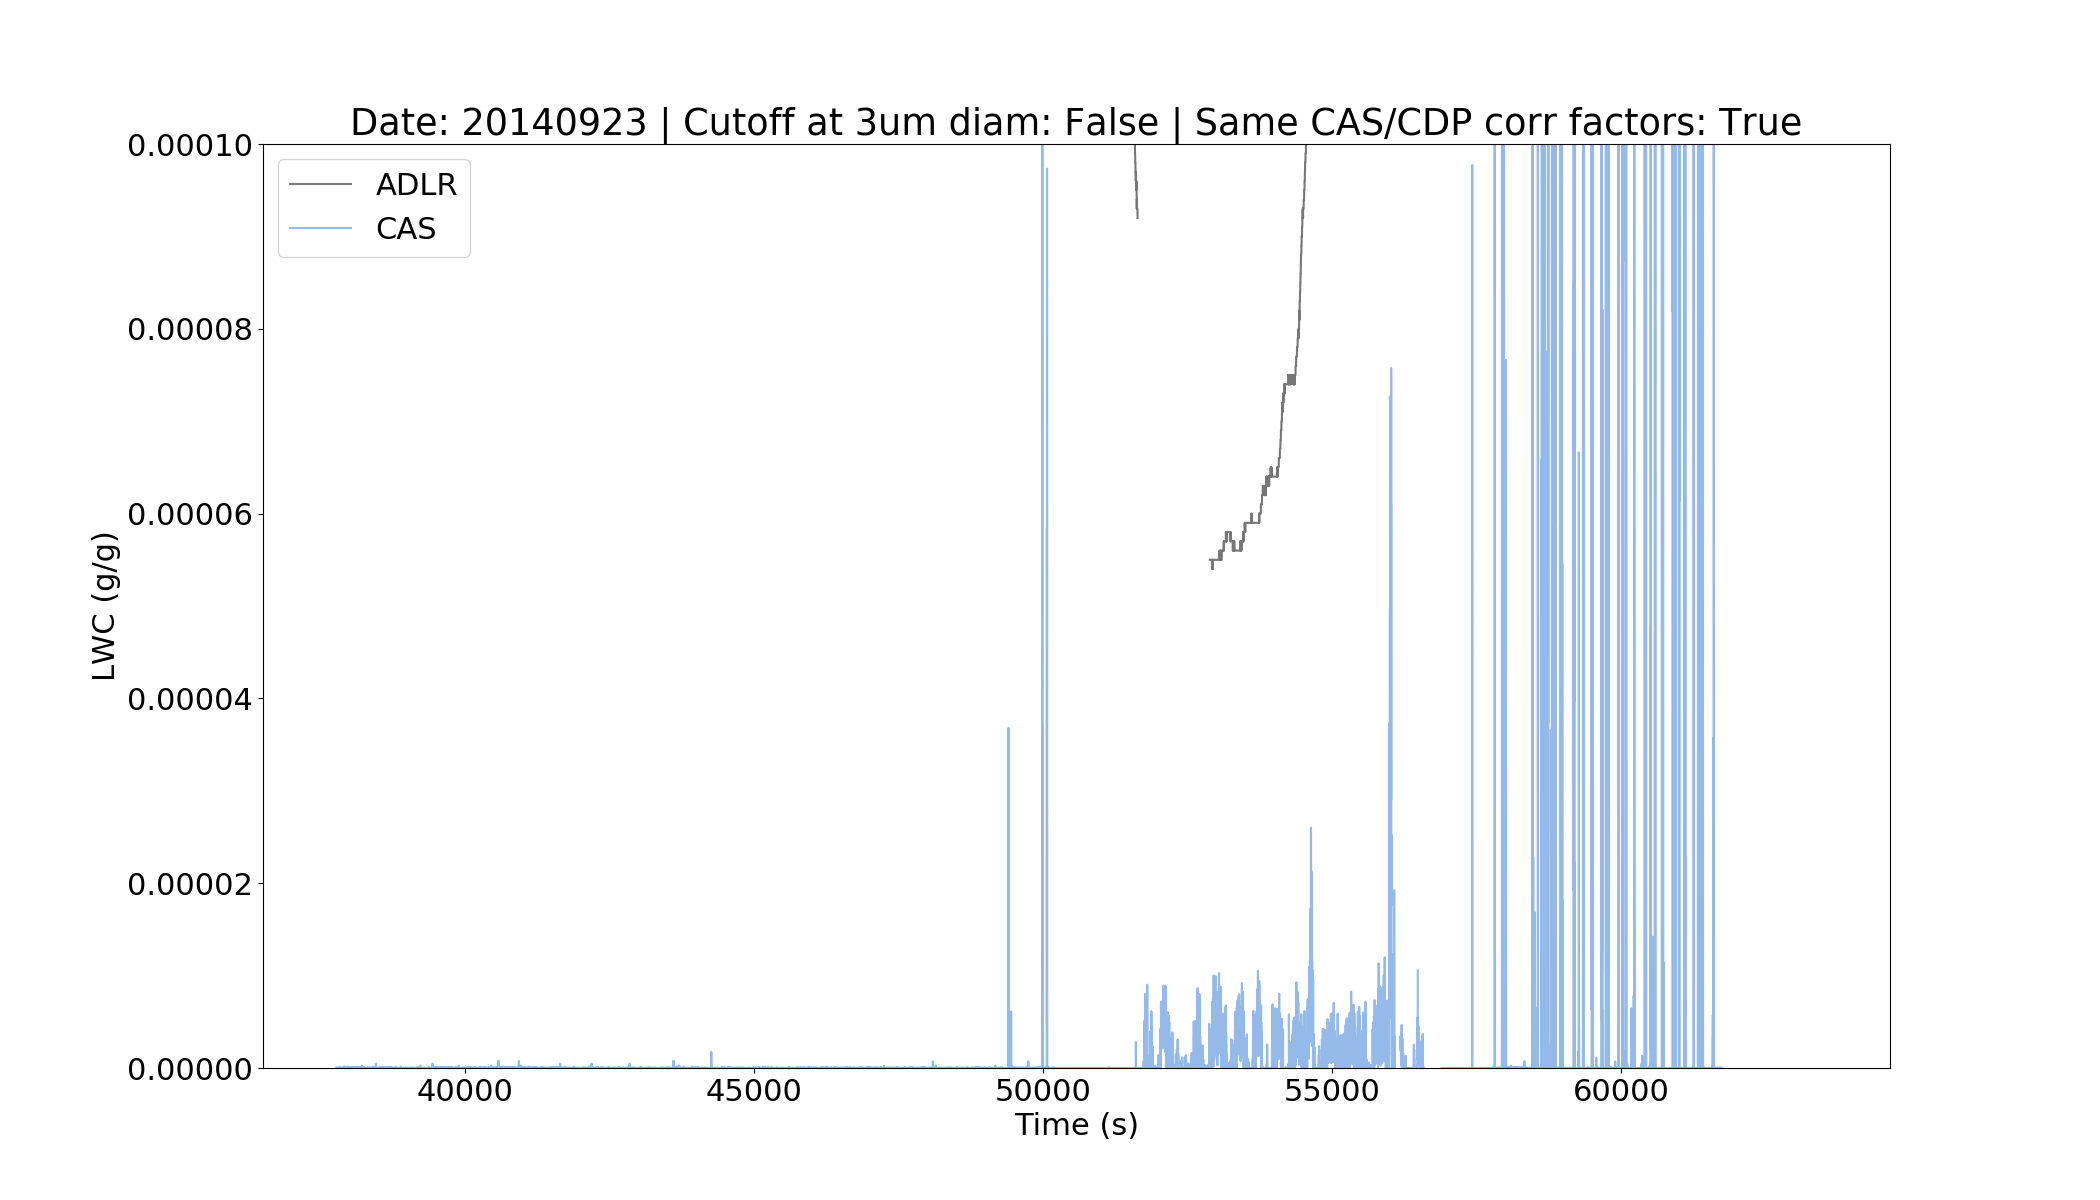 Date: 20140923 | Cutoff at 3um diam: False | Same CAS/CDP corr factors: True
ADLR
CAS
0.00010
0.00008
0.00006
0.00004
0.00002
0.00000
LWC (g/g)
40000 45000 50000 55000 60000
Time (s)